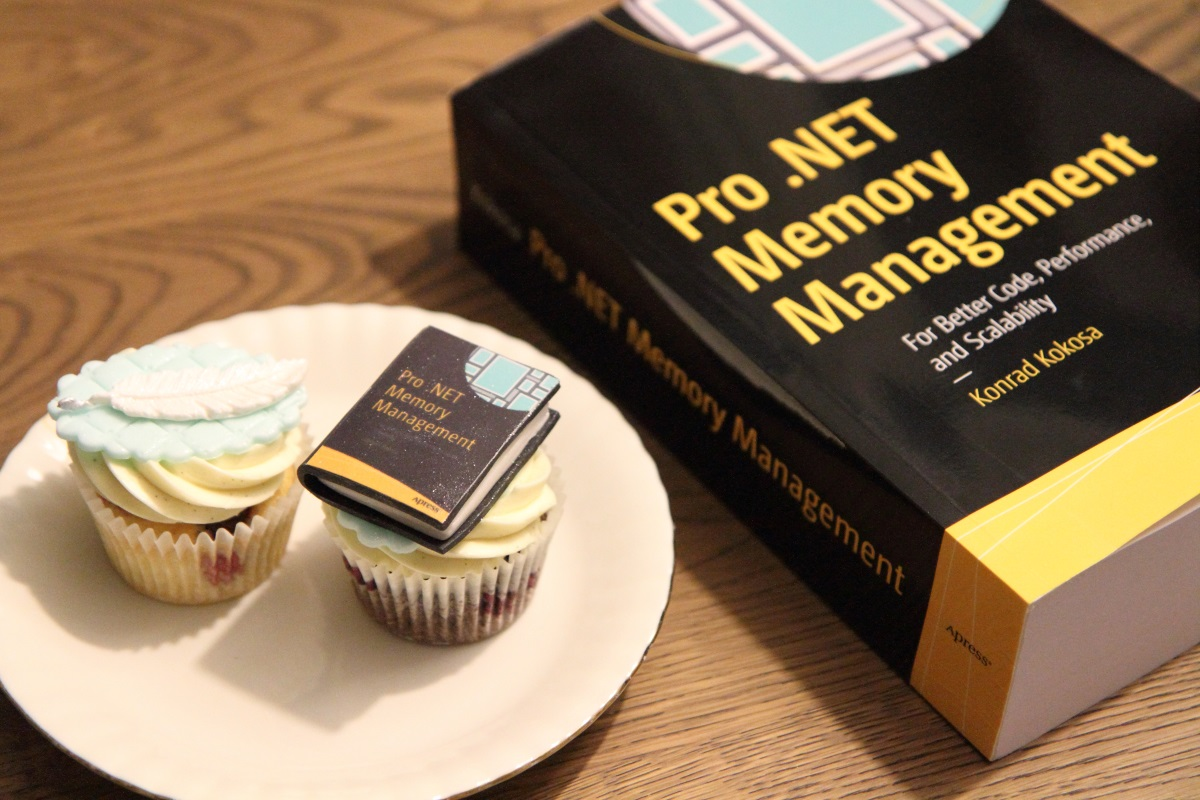 Pro .NET
Memory
Management
For Better Code, Performance,
and Scalability
—
Konrad Kokosa
Pro .NET Memory Management
Apress®
Pro .NET
Memory
Management
Apress